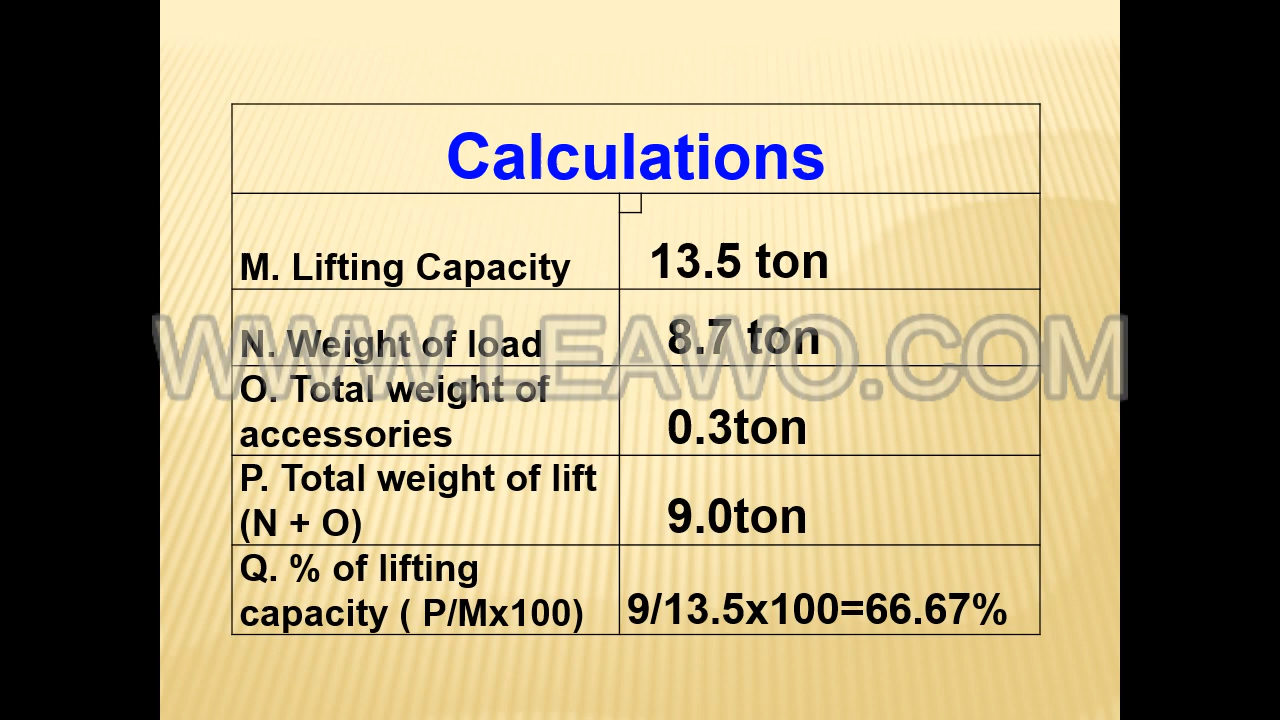 Calculations
M. Lifting Capacity
13.5 ton
N. Weight of load
8.7 ton
WWW.LEAWO.COM
O. Total weight of
accessories
0.3ton
P. Total weight of lift
(N + O)
9.0ton
Q. % of lifting
capacity ( P/Mx100)
9/13.5x100=66.67%